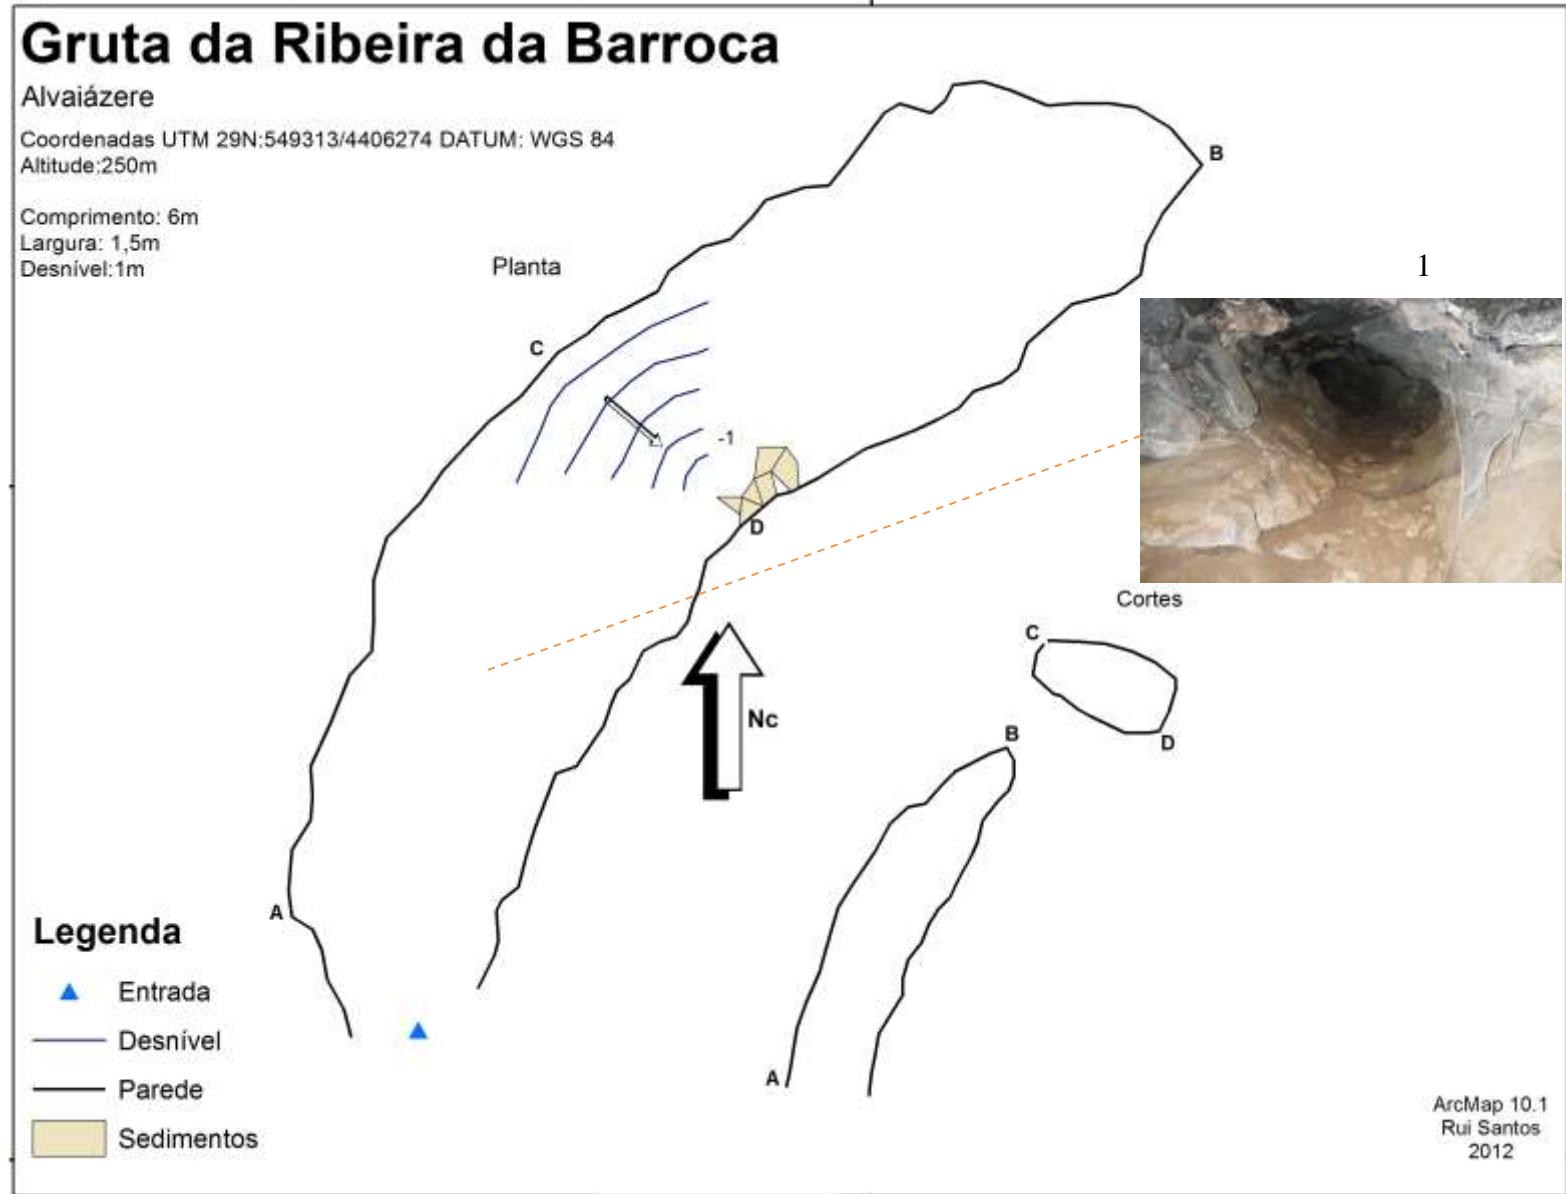 Gruta da Ribeira da Barroca
Alvaiázere
Coordenadas UTM 29N:549313/4406274 DATUM: WGS 84
Altitude:250m
Comprimento: 6m
Largura: 1,5m
Desnível:1m
Planta
B
1
C
-1
D
Cortes
C
Nc
B
D
A
A
Legenda
Entrada
Desnível
Parede
Sedimentos
ArcMap 10.1
Rui Santos
2012